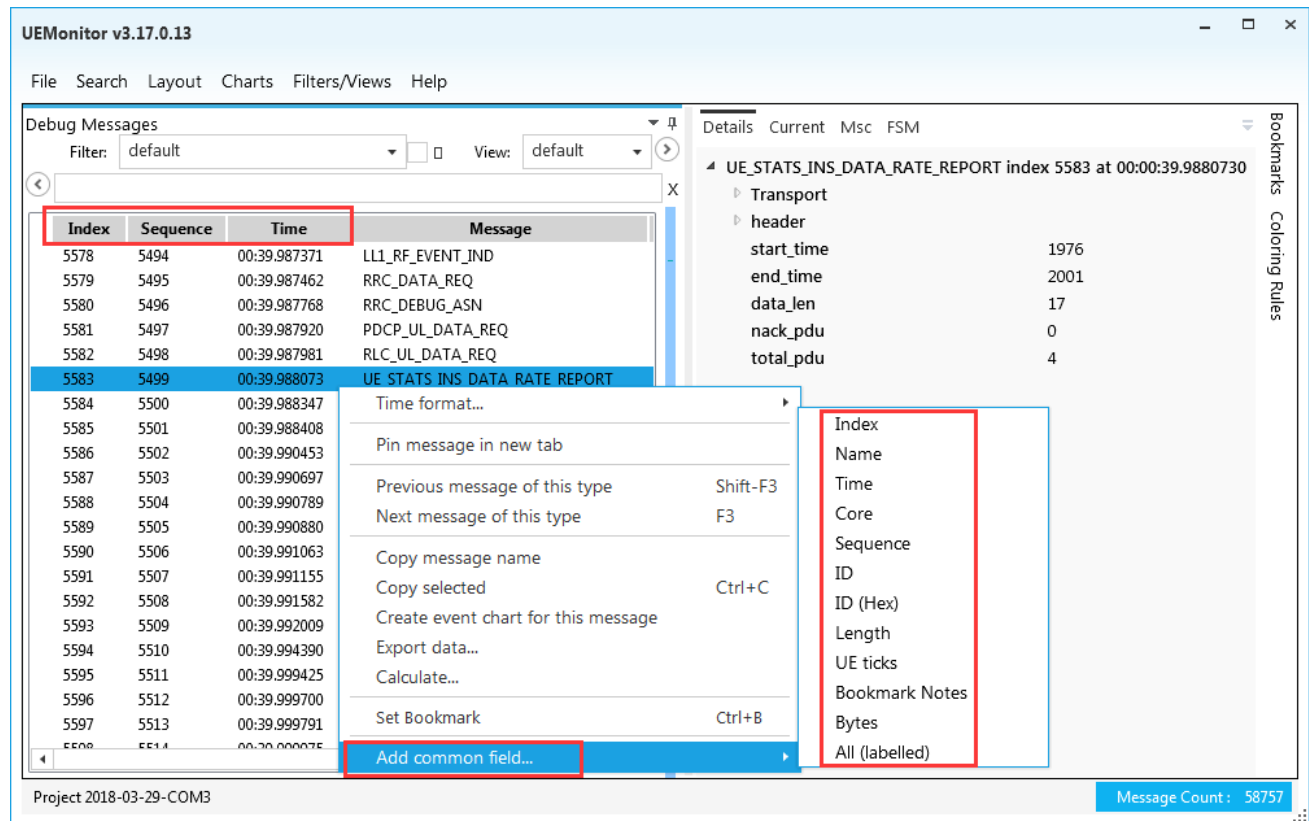 UEMonitor v3.17.0.13
File Search Layout Charts Filters/Views Help
Debug Messages
Filter: default View: default
X
Index Sequence Time Message
5578 5494 00:39.987371 LL1_RF_EVENT_IND
5579 5495 00:39.987462 RRC_DATA_REQ
5580 5496 00:39.987768 RRC_DEBUG_ASN
5581 5497 00:39.987920 PDCP_UL_DATA_REQ
5582 5498 00:39.987981 RLC_UL_DATA_REQ
5583 5499 00:39.988073 UE_STATS_INS_DATA_RATE_REPORT
5584 5500 00:39.988347
5585 5501 00:39.988408
5586 5502 00:39.990453
5587 5503 00:39.990697
5588 5504 00:39.990789
5589 5505 00:39.990880
5590 5506 00:39.991063
5591 5507 00:39.991155
5592 5508 00:39.991582
5593 5509 00:39.992009
5594 5510 00:39.994390
5595 5511 00:39.999425
5596 5512 00:39.999700
5597 5513 00:39.999791
Time format...
Pin message in new tab
Previous message of this type Shift-F3
Next message of this type F3
Copy message name
Copy selected Ctrl+C
Create event chart for this message
Export data...
Calculate...
Set Bookmark Ctrl+B
Add common field...
Index
Name
Time
Core
Sequence
ID
ID (Hex)
Length
UE ticks
Bookmark Notes
Bytes
All (labelled)
Details Current Msc FSM
UE_STATS_INS_DATA_RATE_REPORT index 5583 at 00:00:39.9880730
Transport
header
start_time 1976
end_time 2001
data_len 17
nack_pdu 0
total_pdu 4
Bookmarks Coloring Rules
Project 2018-03-29-COM3
Message Count : 58757